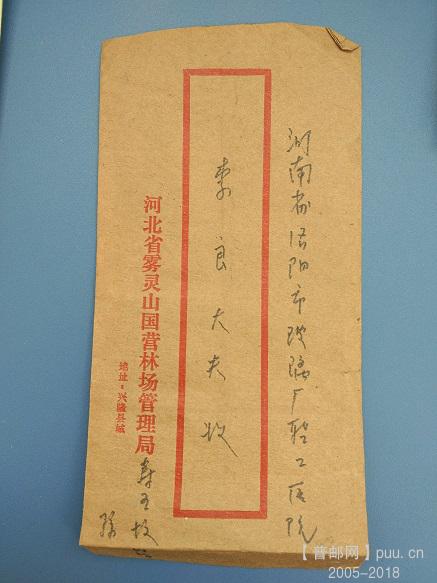 河南省洛阳市玻璃厂职工医院
李良大夫收
河北省雾灵山国营林场管理局
地址：兴隆县城
孙
【普邮网】puu.cn
2005-2018